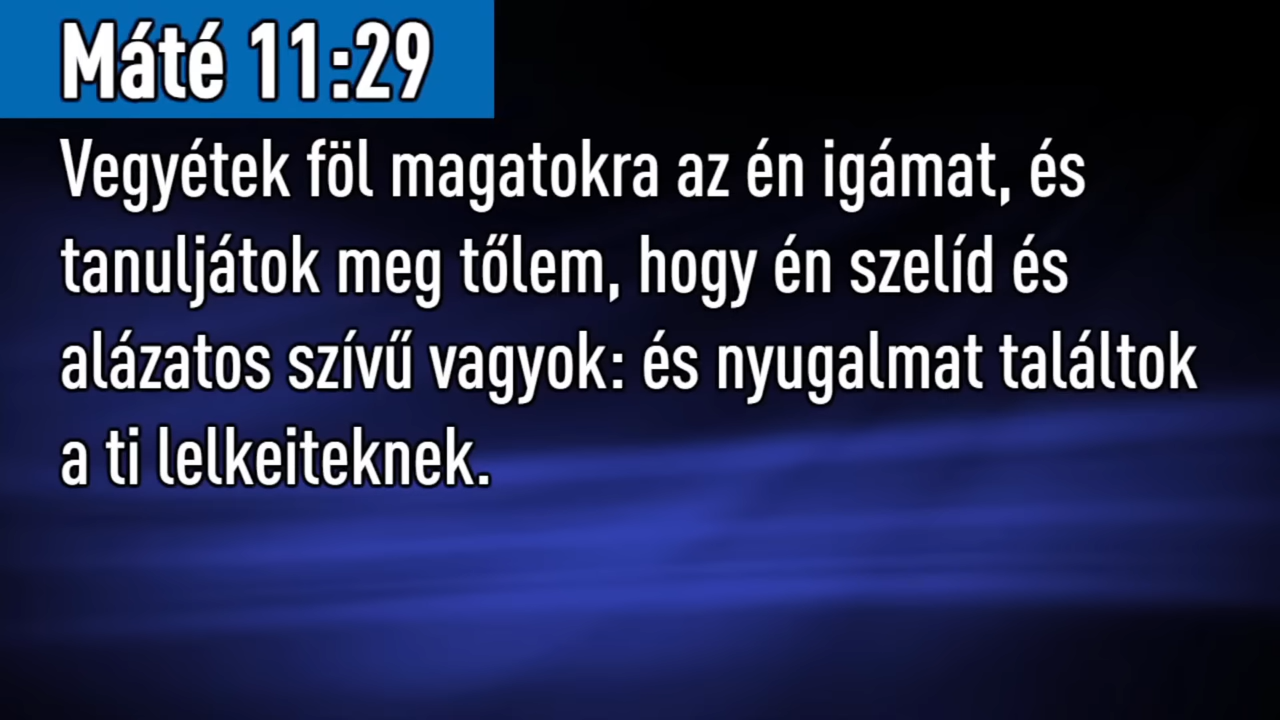 Máté 11:29
Vegyétek föl magatokra az én igámat, és
tanuljátok meg tőlem, hogy én szelíd és
alázatos szívű vagyok: és nyugalmat találtok
a ti lelkeiteknek.